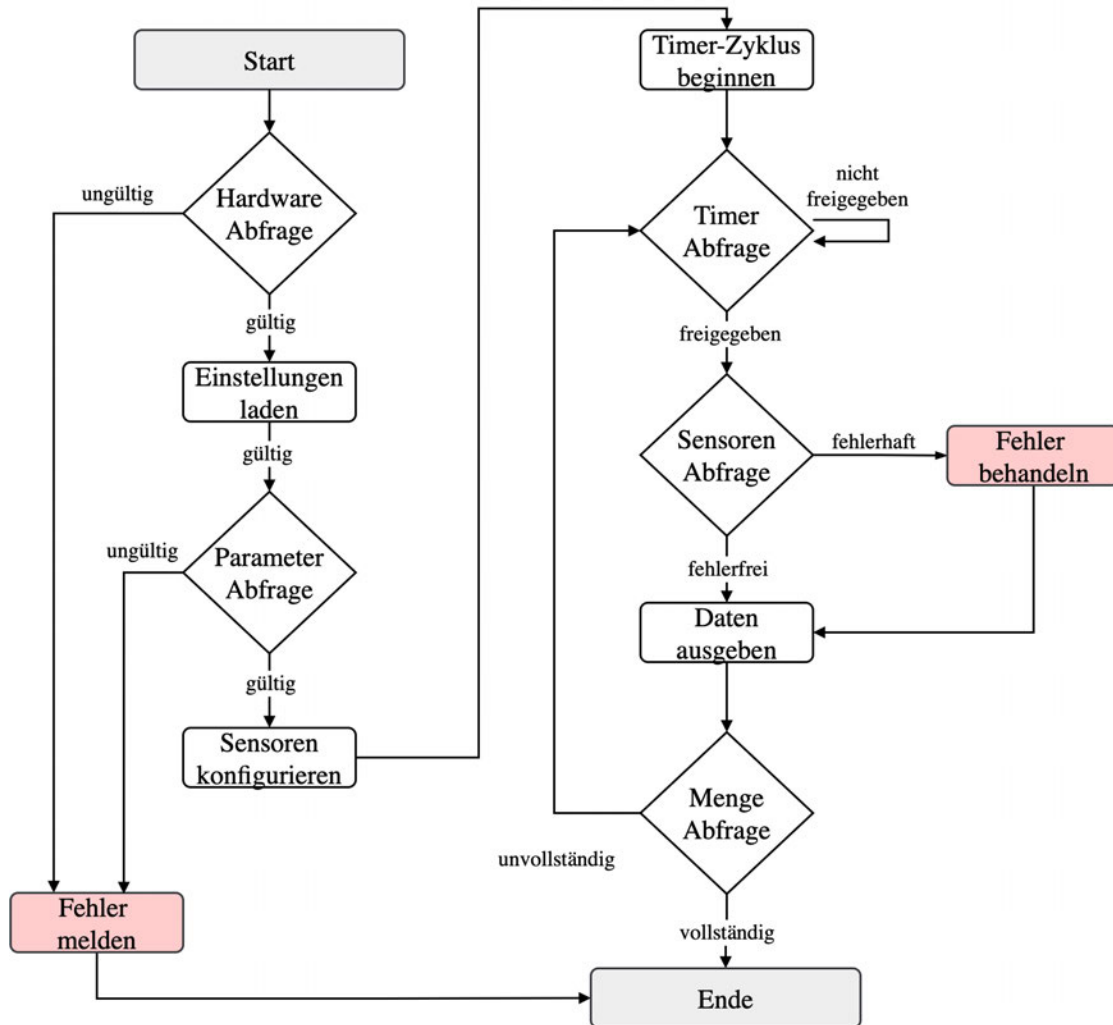 Start
Hardware
Abfrage
ungültig
gültig
Einstellungen
laden
gültig
Parameter
Abfrage
ungültig
gültig
Sensoren
konfigurieren
Fehler
melden
Timer-Zyklus
beginnen
Timer
Abfrage
nicht
freigegeben
freigegeben
Sensoren
Abfrage
fehlerhaft
Fehler
behandeln
fehlerfrei
Daten
ausgeben
Menge
Abfrage
unvollständig
vollständig
Ende